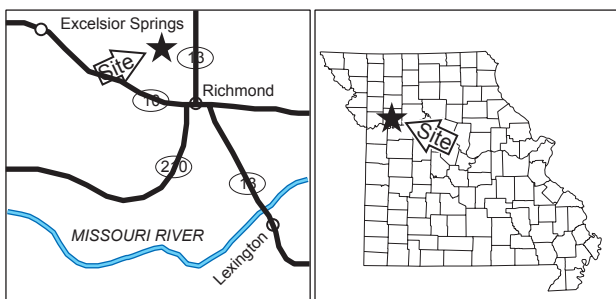 Excelsior Springs
Site
13
Richmond
10
210
13
MISSOURI RIVER
Lexington
Site